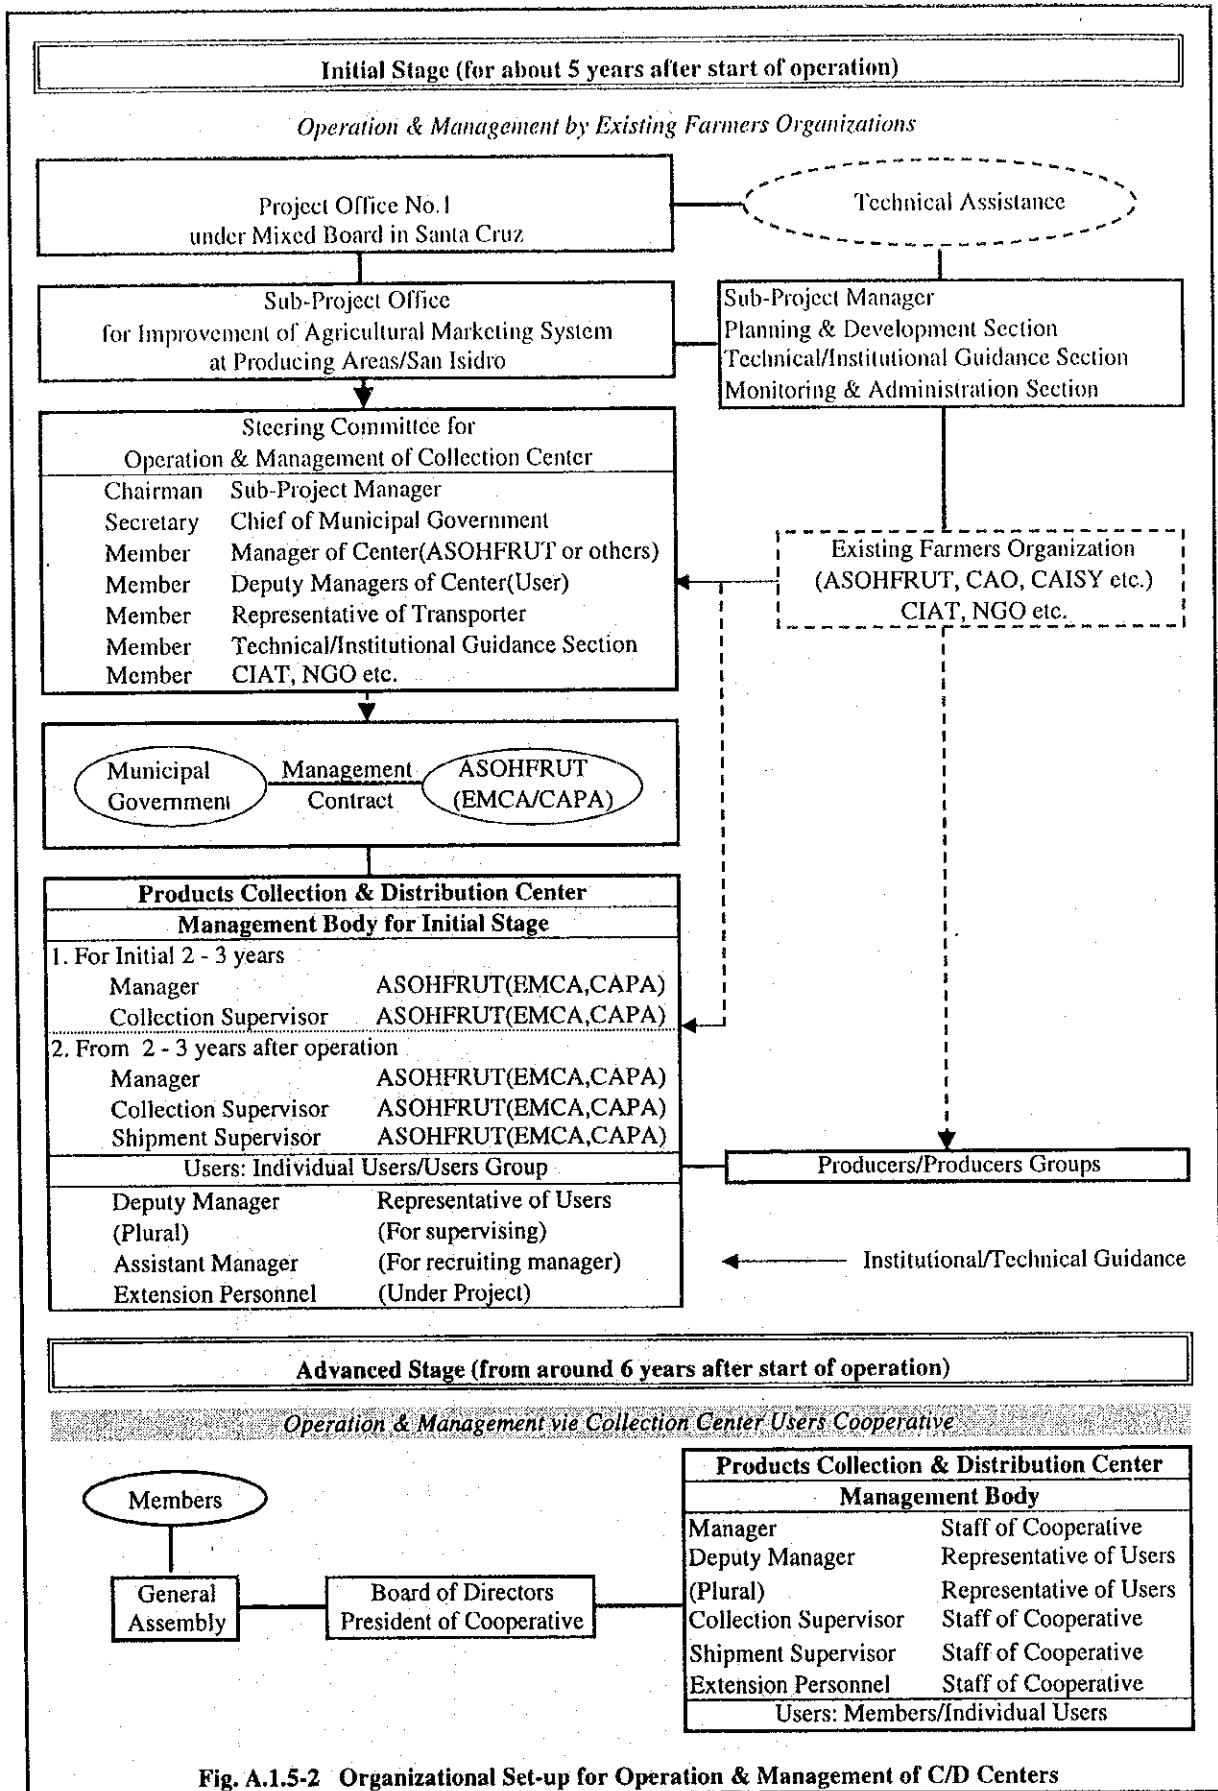 Initial Stage (for about 5 years after start of operation)
Operation & Management by Existing Farmers Organizations
Project Office No.1
under Mixed Board in Santa Cruz
Technical Assistance
Sub-Project Office
for Improvement of Agricultural Marketing System
at Producing Areas/San Isidro
Sub-Project Manager
Planning & Development Section
Technical/Institutional Guidance Section
Monitoring & Administration Section
Steering Committee for
Operation & Management of Collection Center
Chairman Sub-Project Manager
Secretary Chief of Municipal Government
Member Manager of Center(ASOHFRUT or others)
Member Deputy Managers of Center(User)
Member Representative of Transporter
Member Technical/Institutional Guidance Section
Member CIAT, NGO etc.
Existing Farmers Organization
(ASOHFRUT, CAO, CAISY etc.)
CIAT, NGO etc.
Municipal
Government
Management
Contract
ASOHFRUT
(EMCA/CAPA)
Products Collection & Distribution Center
Management Body for Initial Stage
1. For Initial 2 - 3 years
Manager ASOHFRUT(EMCA,CAPA)
Collection Supervisor ASOHFRUT(EMCA,CAPA)
2. From 2 - 3 years after operation
Manager ASOHFRUT(EMCA,CAPA)
Collection Supervisor ASOHFRUT(EMCA,CAPA)
Shipment Supervisor ASOHFRUT(EMCA,CAPA)
Users: Individual Users/Users Group
Deputy Manager Representative of Users
(Plural) (For supervising)
Assistant Manager (For recruiting manager)
Extension Personnel (Under Project)
Producers/Producers Groups
Institutional/Technical Guidance
Advanced Stage (from around 6 years after start of operation)
Operation & Management vie Collection Center Users Cooperative
Members
General
Assembly
Board of Directors
President of Cooperative
Products Collection & Distribution Center
Management Body
Manager Staff of Cooperative
Deputy Manager Representative of Users
(Plural) Representative of Users
Collection Supervisor Staff of Cooperative
Shipment Supervisor Staff of Cooperative
Extension Personnel Staff of Cooperative
Users: Members/Individual Users
Fig. A.1.5-2 Organizational Set-up for Operation & Management of C/D Centers